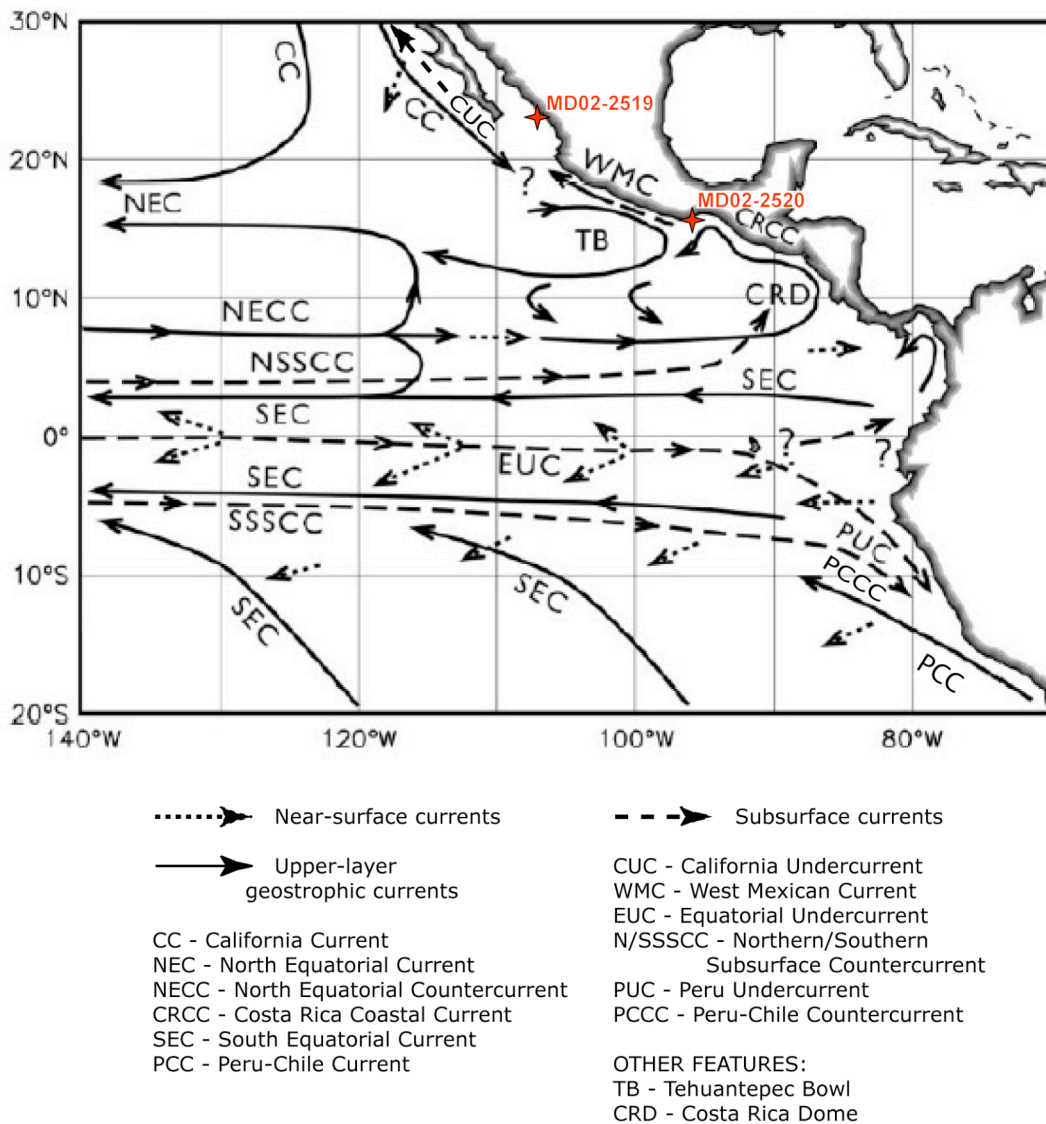 30°N
CC
CC
CUC
MD02-2519
20°N
?
WMC
MD02-2520
NEC
CRCC
TB
10°N
NECC
CRD
NSSCC
SEC
SEC
0°
?
?
EUC
SEC
SSSCC
PUC
10°S
PCCC
SEC
SEC
PCC
20°S
140°W 120°W 100°W 80°W
Near-surface currents
Upper-layer
geostrophic currents
CC - California Current
NEC - North Equatorial Current
NECC - North Equatorial Countercurrent
CRCC - Costa Rica Coastal Current
SEC - South Equatorial Current
PCC - Peru-Chile Current
Subsurface currents
CUC - California Undercurrent
WMC - West Mexican Current
EUC - Equatorial Undercurrent
N/SSSCC - Northern/Southern
Subsurface Countercurrent
PUC - Peru Undercurrent
PCCC - Peru-Chile Countercurrent
OTHER FEATURES:
TB - Tehuantepec Bowl
CRD - Costa Rica Dome